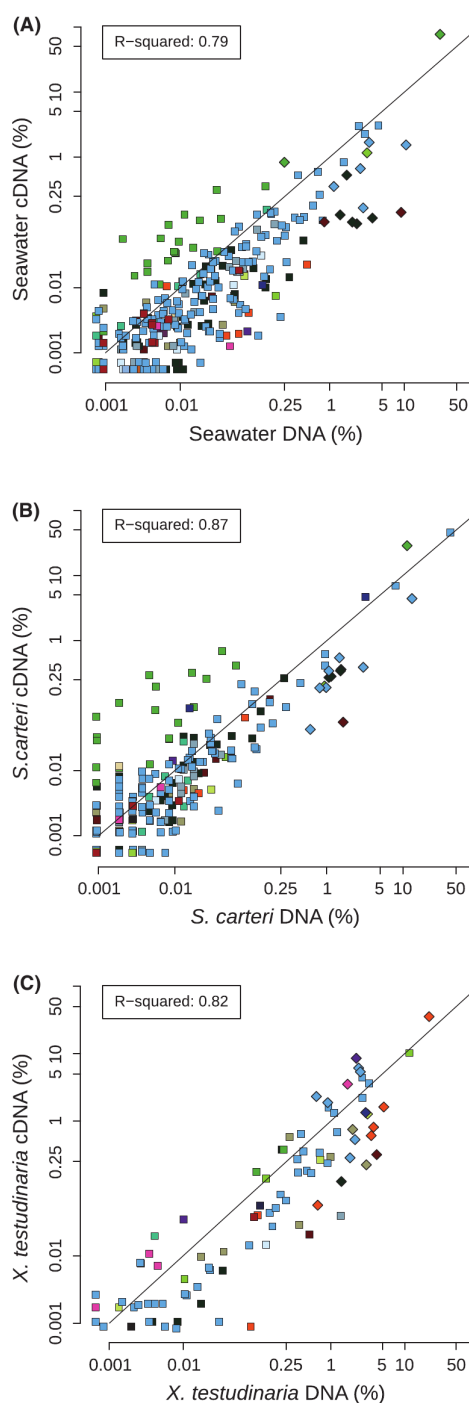 (A)
R−squared: 0.79
Seawater cDNA (%)
50
5 10
1
0.25
0.01
0.001
0.001 0.01 0.25 1 5 10 50
Seawater DNA (%)
(B)
R−squared: 0.87
S.carteri cDNA (%)
50
5 10
1
0.25
0.01
0.001
0.001 0.01 0.25 1 5 10 50
S. carteri DNA (%)
(C)
R−squared: 0.82
X. testudinaria cDNA (%)
50
5 10
1
0.25
0.01
0.001
0.001 0.01 0.25 1 5 10 50
X. testudinaria DNA (%)